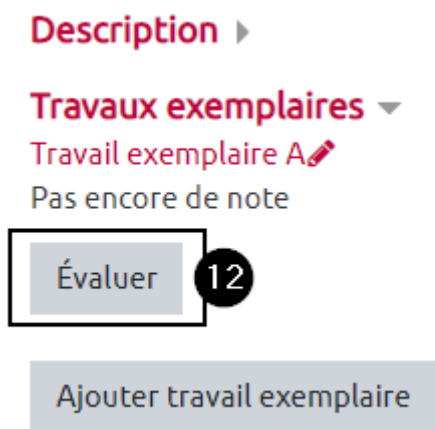 Description
Travaux exemplaires
Travail exemplaire A
Pas encore de note
Évaluer 12
Ajouter travail exemplaire